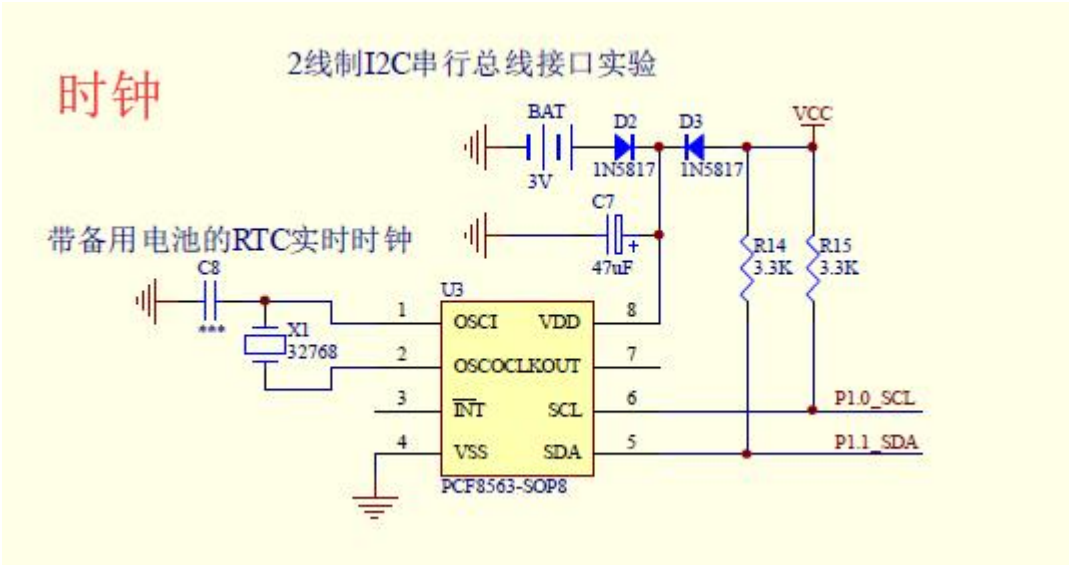 2线制I2C串行总线接口实验
时钟
BAT
D2
D3
VCC
3V
1N5817
1N5817
C7
47uF
+
带备用电池的RTC实时时钟
R14
3.3K
R15
3.3K
C8
***
X1
32768
U3
1
OSCI
VDD
8
2
OSCOCLKOUT
7
3
INT
SCL
6
P1.0_SCL
4
VSS
SDA
5
P1.1_SDA
PCF8563-SOP8